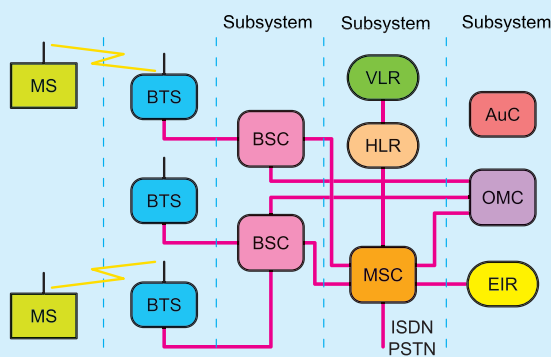 Subsystem
Subsystem
Subsystem
MS
BTS
VLR
AuC
BSC
HLR
BTS
OMC
BSC
MSC
EIR
MS
BTS
ISDN
PSTN